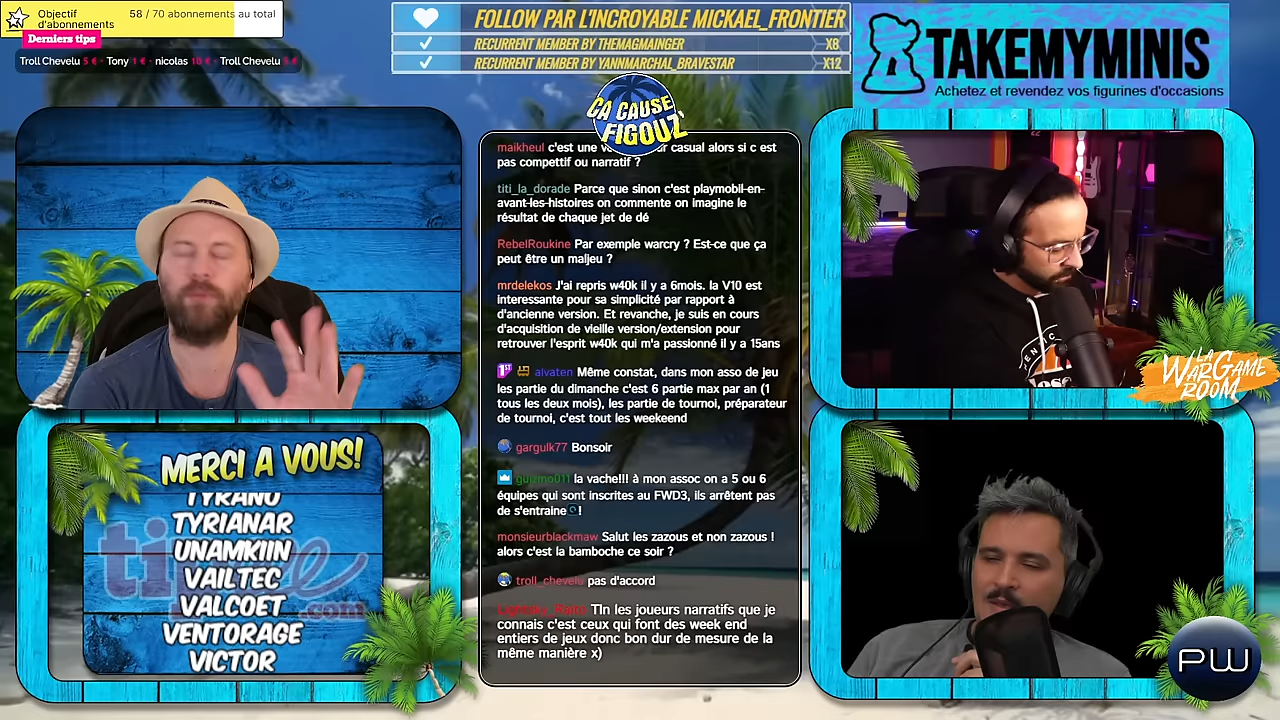 Objectif
d'abonnements
58 / 70 abonnements au total
Derniers tips
Troll Chevelu 5 € · Tony 1 € · nicolas 10 € · Troll Chevelu 5 €
FOLLOW PAR L'INCROYABLE MICKAEL_FRONTIER
RECURRENT MEMBER BY THEMAGMAINGER X8
RECURRENT MEMBER BY YANNMARCHAL_BRAVESTAR X12
TAKEMYMINIS
Achetez et revendez vos figurines d'occasions
ÇA CAUSE
FIGOUZ'
maikheul c'est une casual alors si c est
pas compettif ou narratif ?
titi_la_dorade Parce que sinon c'est playmobil-en-
avant-les-histoires on commente on imagine le
résultat de chaque jet de dé
RebelRoukine Par exemple warcry ? Est-ce que ça
peut être un maljeu ?
mrdelekos J'ai repris w40k il y a 6mois. la V10 est
interessante pour sa simplicité par rapport à
d'ancienne version. Et revanche, je suis en cours
d'acquisition de vieille version/extension pour
retrouver l'esprit w40k qui m'a passionné il y a 15ans
1ST aivaten Même constat, dans mon asso de jeu
les partie du dimanche c'est 6 partie max par an (1
tous les deux mois), les partie de tournoi, préparateur
de tournoi, c'est tout les weekeend
gargulk77 Bonsoir
guizmo011 la vache!!! à mon assoc on a 5 ou 6
équipes qui sont inscrites au FWD3, ils arrêtent pas
de s'entraine !
monsieurblackmaw Salut les zazous et non zazous !
alors c'est la bamboche ce soir ?
troll_chevelu pas d'accord
TIn les joueurs narratifs que je
connais c'est ceux qui font des week end
entiers de jeux donc bon dur de mesure de la
même manière x)
LA
WARGAME
ROOM
MERCI A VOUS!
TYRANO
TYRIANAR
UNAMKIIN
VAILTEC
VALCOET
VENTORAGE
VICTOR
.com
PW